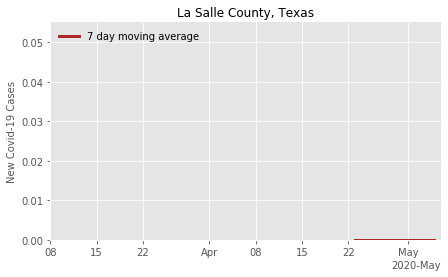 La Salle County, Texas
7 day moving average
New Covid-19 Cases
0.05
0.04
0.03
0.02
0.01
0.00
08 15 22 Apr 08 15 22 May
2020-May